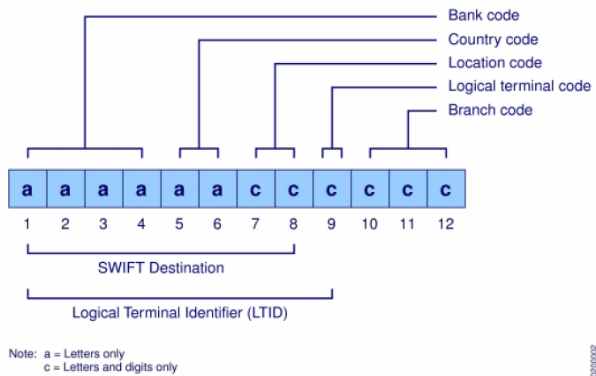 Bank code
Country code
Location code
Logical terminal code
Branch code
a a a a a a c c c c c c
1 2 3 4 5 6 7 8 9 10 11 12
SWIFT Destination
Logical Terminal Identifier (LTID)
Note: a = Letters only
c = Letters and digits only